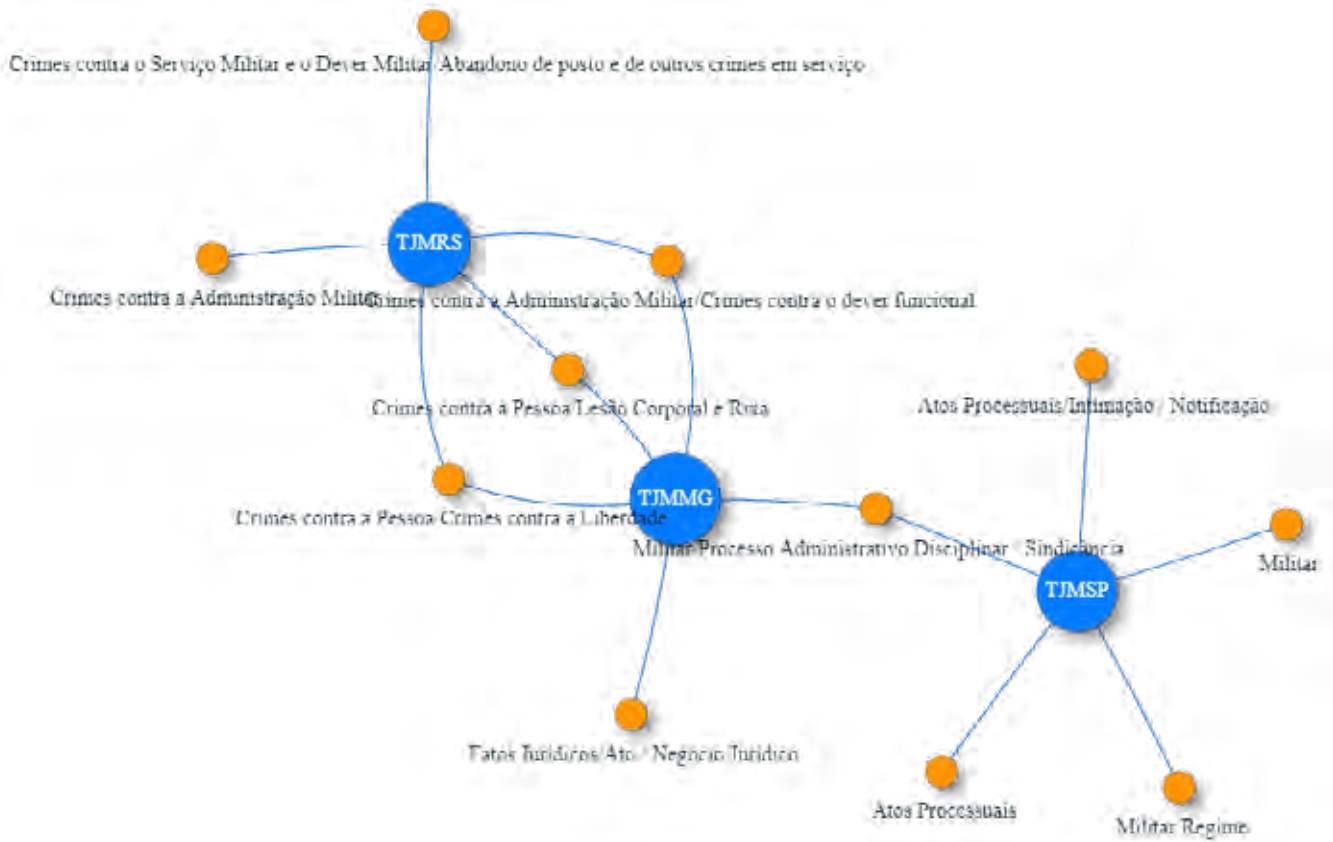 Crimes contra o Serviço Militar e o Dever Militar/Abandono de posto e de outros crimes em serviço
TJMRS
Crimes contra a Administração Militar
Crimes contra a Administração Militar/Crimes contra o dever funcional
Crimes contra a Pessoa/Lesão Corporal e Rixa
Atos Processuais/Intimação / Notificação
TJMMG
Crimes contra a Pessoa/Crimes contra a Liberdade
Militar/Processo Administrativo Disciplinar / Sindicância
Militar
TJMSP
Fatos Jurídicos/Ato / Negócio Jurídico
Atos Processuais
Militar/Regime